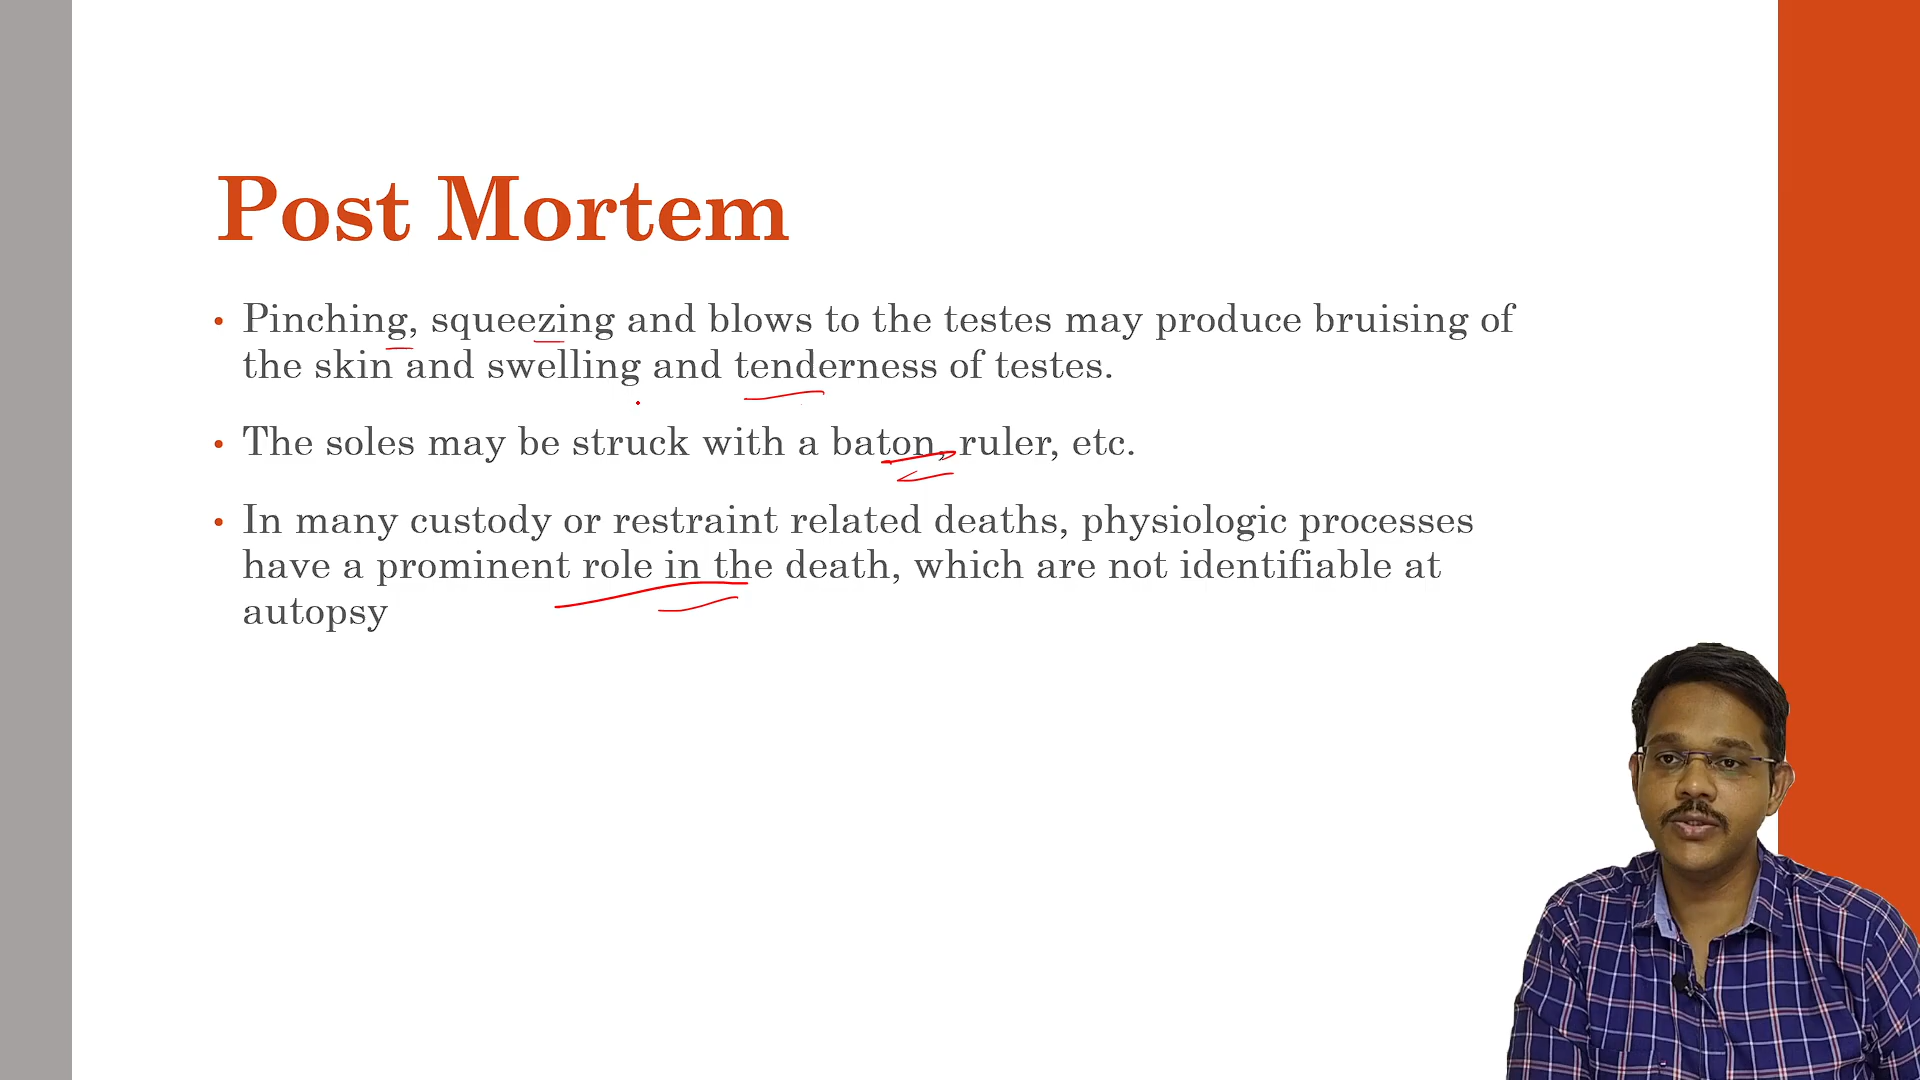 Post Mortem
• Pinching, squeezing and blows to the testes may produce bruising of
the skin and swelling and tenderness of testes.
• The soles may be struck with a baton, ruler, etc.
• In many custody or restraint related deaths, physiologic processes
have a prominent role in the death, which are not identifiable at
autopsy